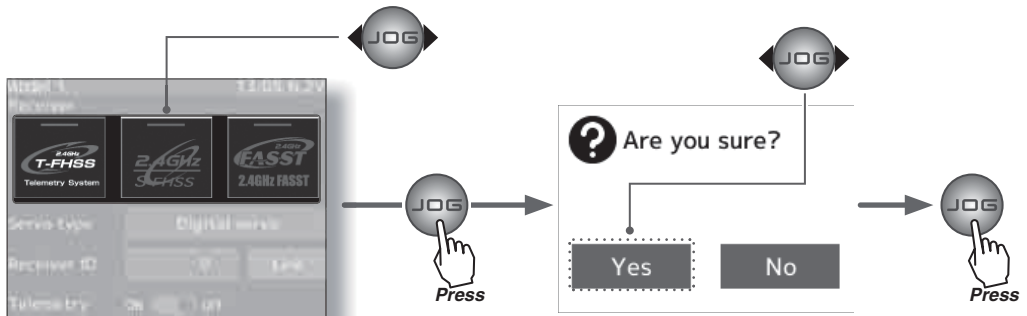 JOG
JOG
Model 1
Receiver
2.4GHz
T-FHSS
Telemetry System
2.4GHz
S-FHSS
2.4GHz
FASST
2.4GHz FASST
Servo type
Digital servo
Receiver ID
Link
Telemetry
JOG
Press
? Are you sure?
Yes
No
JOG
Press